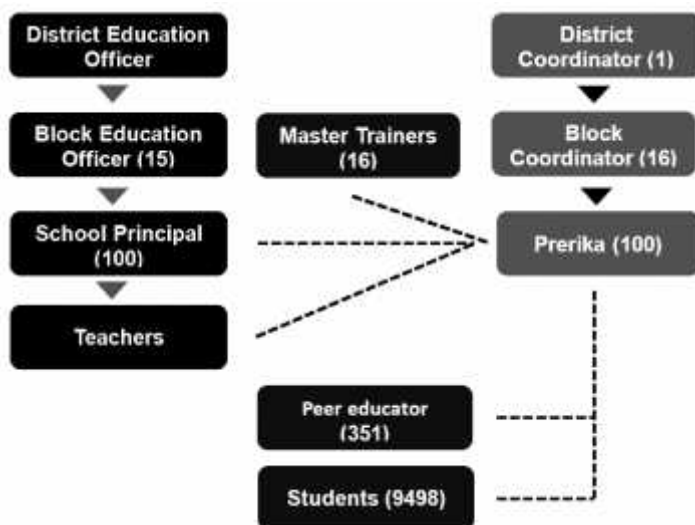 District Education
Officer
Block Education
Officer (15)
School Principal
(100)
Teachers
Master Trainers
(16)
District
Coordinator (1)
Block
Coordinator (16)
Prerika (100)
Peer educator
(351)
Students (9498)